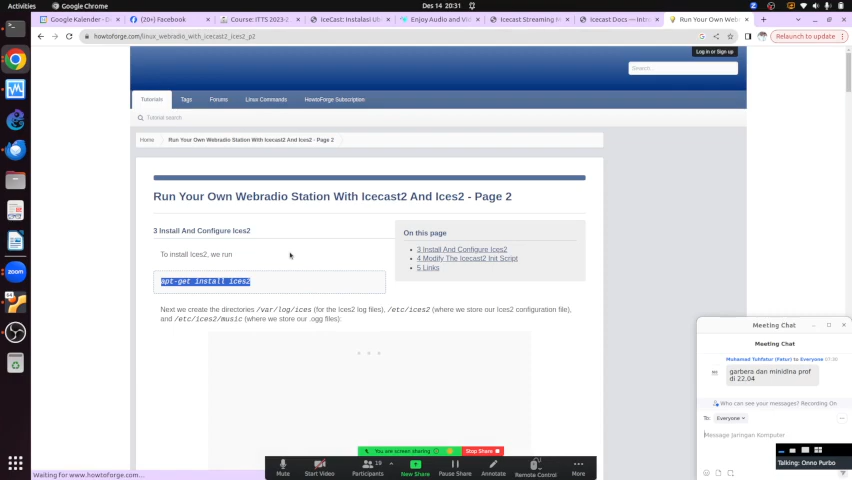 Activities
Google Chrome
Des 14 20:31
Google Kalender - D
(20+) Facebook
Course: ITTS 2023-2
IceCast: Instalasi Ub
Enjoy Audio and Vid
Icecast Streaming In
Icecast Docs — Intr
Run Your Own Web
howtoforge.com/linux_webradio_with_icecast2_ices2_p2
Relaunch to update
Log in or Sign up
Search...
Tutorials
Tags
Forums
Linux Commands
HowtoForge Subscription
Tutorial search
Home
Run Your Own Webradio Station With Icecast2 And Ices2 - Page 2
Run Your Own Webradio Station With Icecast2 And Ices2 - Page 2
3 Install And Configure Ices2
On this page
3 Install And Configure Ices2
4 Modify The Icecast2 Init Script
5 Links
To install Ices2, we run
apt-get install ices2
Next we create the directories /var/log/ices (for the Ices2 log files), /etc/ices2 (where we store our Ices2 configuration file),
and /etc/ices2/music (where we store our .ogg files):
Meeting Chat
Meeting Chat
Muhamad Tuhfatur (Fatur) to Everyone 07:30
garbera dan minidlna prof
di 22.04
Who can see your messages? Recording On
To: Everyone
Message Jaringan Komputer
Talking: Onno Purbo
You are screen sharing
Stop Share
Mute
Start Video
Participants
19
New Share
Pause Share
Annotate
Remote Control
More
Waiting for www.howtoforge.com...